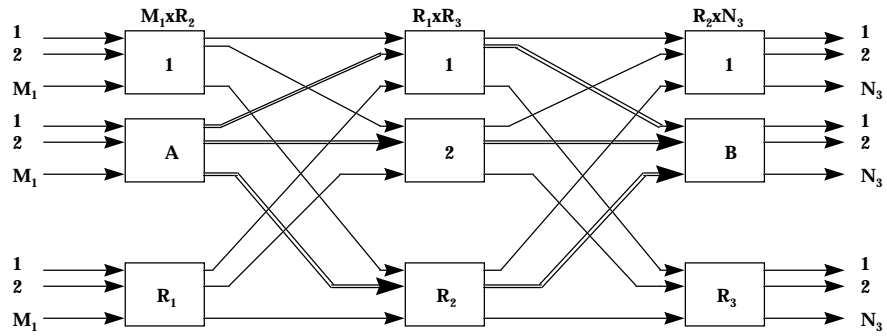 M₁xR₂ R₁xR₃ R₂xN₃
1 1 1 1 1
2 2
M₁ N₃
1 1
2 A 2 B 2
M₁ N₃
1 1
2 R₁ R₂ R₃ 2
M₁ N₃